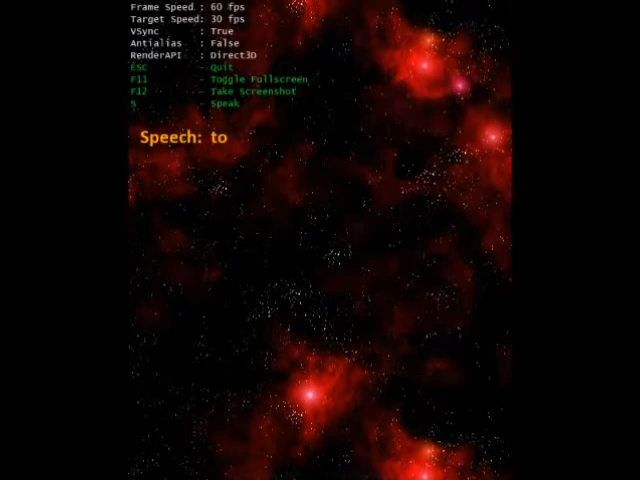 Frame Speed : 60 fps
Target Speed: 30 fps
VSync : True
Antialias : False
RenderAPI : Direct3D
ESC - Quit
F11 - Toggle Fullscreen
F12 - Take Screenshot
S - Speak
Speech: to